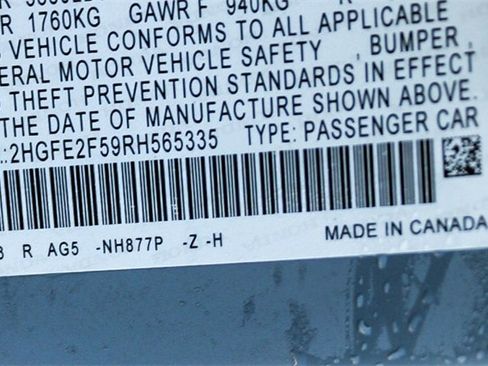 R 1760KG GAWR F 940KG R
VEHICLE CONFORMS TO ALL APPLICABLE
ERAL MOTOR VEHICLE SAFETY, BUMPER,
THEFT PREVENTION STANDARDS IN EFFECT
THE DATE OF MANUFACTURE SHOWN ABOVE.
.:2HGFE2F59RH565335 TYPE: PASSENGER CAR
R AG5 -NH877P -Z -H MADE IN CANADA